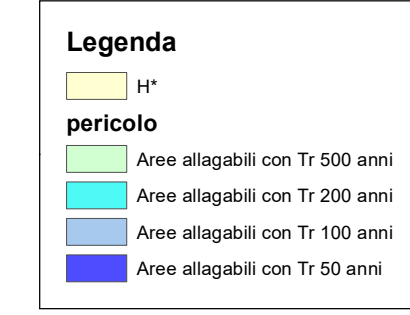 Legenda
H*
pericolo
Aree allagabili con Tr 500 anni
Aree allagabili con Tr 200 anni
Aree allagabili con Tr 100 anni
Aree allagabili con Tr 50 anni